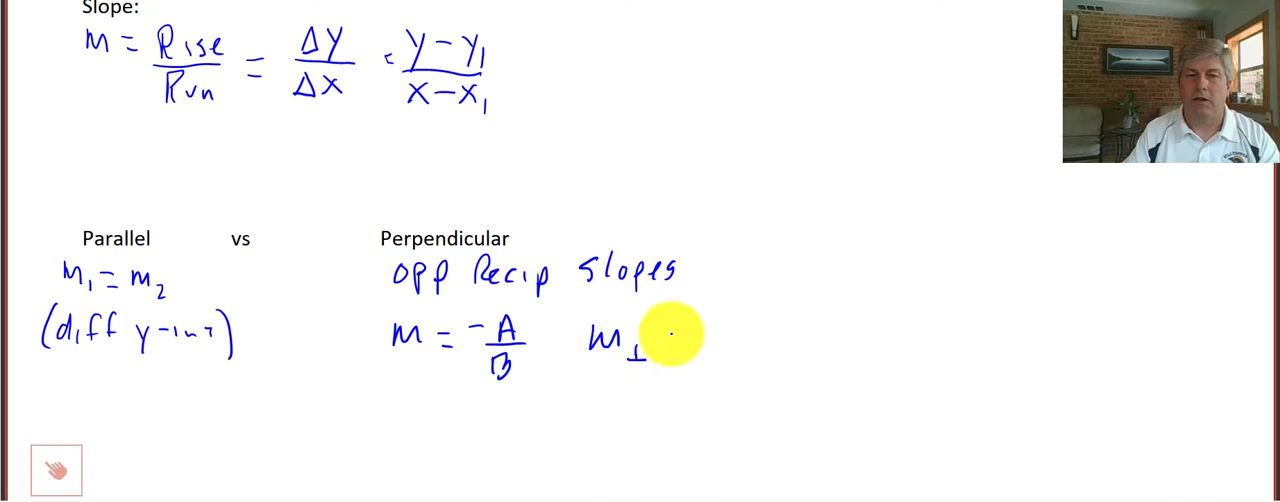 Slope:
m = Rise/Run = ΔY/ΔX = y - y₁/x - x₁
Parallel vs Perpendicular
m₁ = m₂
opp Recip Slopes
(diff y-int)
m = -A/B m⊥